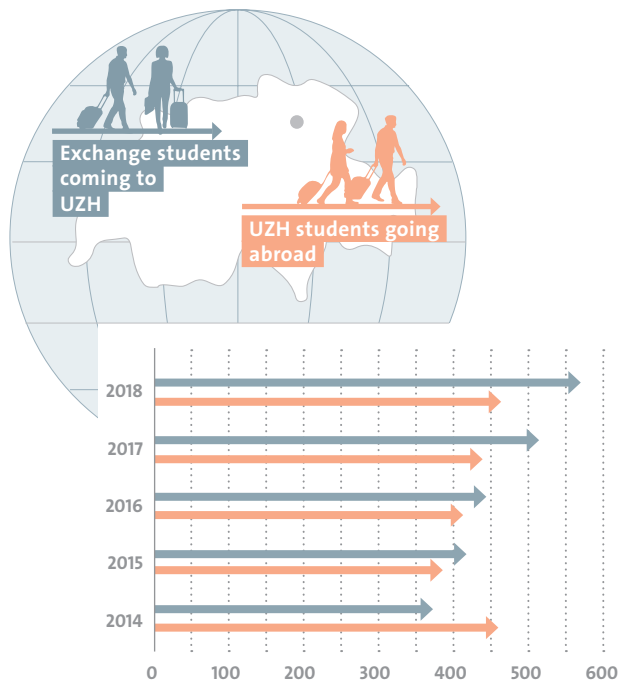 Exchange students
coming to
UZH
UZH students going
abroad
2018
2017
2016
2015
2014
0 100 200 300 400 500 600